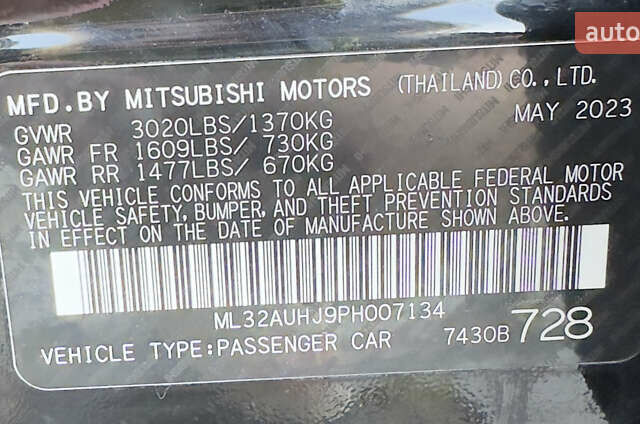 auto
MFD.BY MITSUBISHI MOTORS (THAILAND)CO.,LTD.
MAY 2023
GVWR 3020LBS/1370KG
GAWR FR 1609LBS/ 730KG
GAWR RR 1477LBS/ 670KG
THIS VEHICLE CONFORMS TO ALL APPLICABLE FEDERAL MOTOR
VEHICLE SAFETY, BUMPER, AND THEFT PREVENTION STANDARDS
IN EFFECT ON THE DATE OF MANUFACTURE SHOWN ABOVE.
ML32AUHJ9PH007134
VEHICLE TYPE:PASSENGER CAR 7430B 728